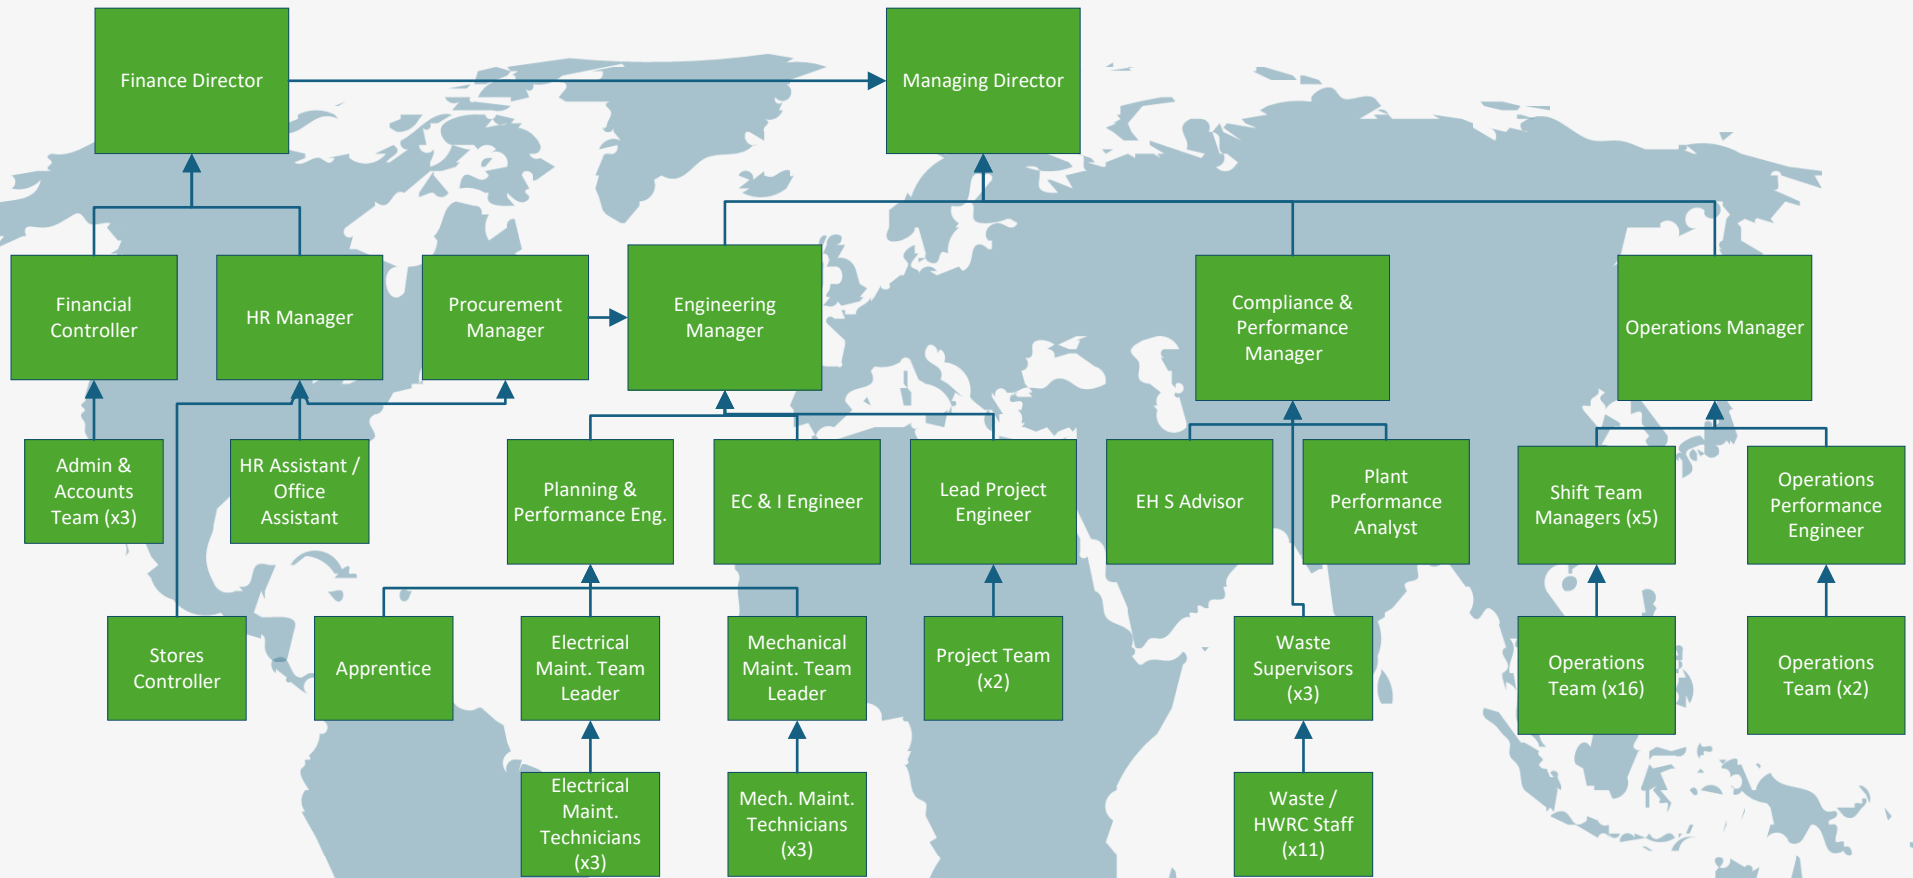 Finance Director
Managing Director
Financial
Controller
HR Manager
Procurement
Manager
Engineering
Manager
Compliance &
Performance
Manager
Operations Manager
Admin &
Accounts
Team (x3)
HR Assistant /
Office
Assistant
Planning &
Performance Eng.
EC & I Engineer
Lead Project
Engineer
EH S Advisor
Plant
Performance
Analyst
Shift Team
Managers (x5)
Operations
Performance
Engineer
Stores
Controller
Apprentice
Electrical
Maint. Team
Leader
Mechanical
Maint. Team
Leader
Project Team
(x2)
Waste
Supervisors
(x3)
Operations
Team (x16)
Operations
Team (x2)
Electrical
Maint.
Technicians
(x3)
Mech. Maint.
Technicians
(x3)
Waste /
HWRC Staff
(x11)